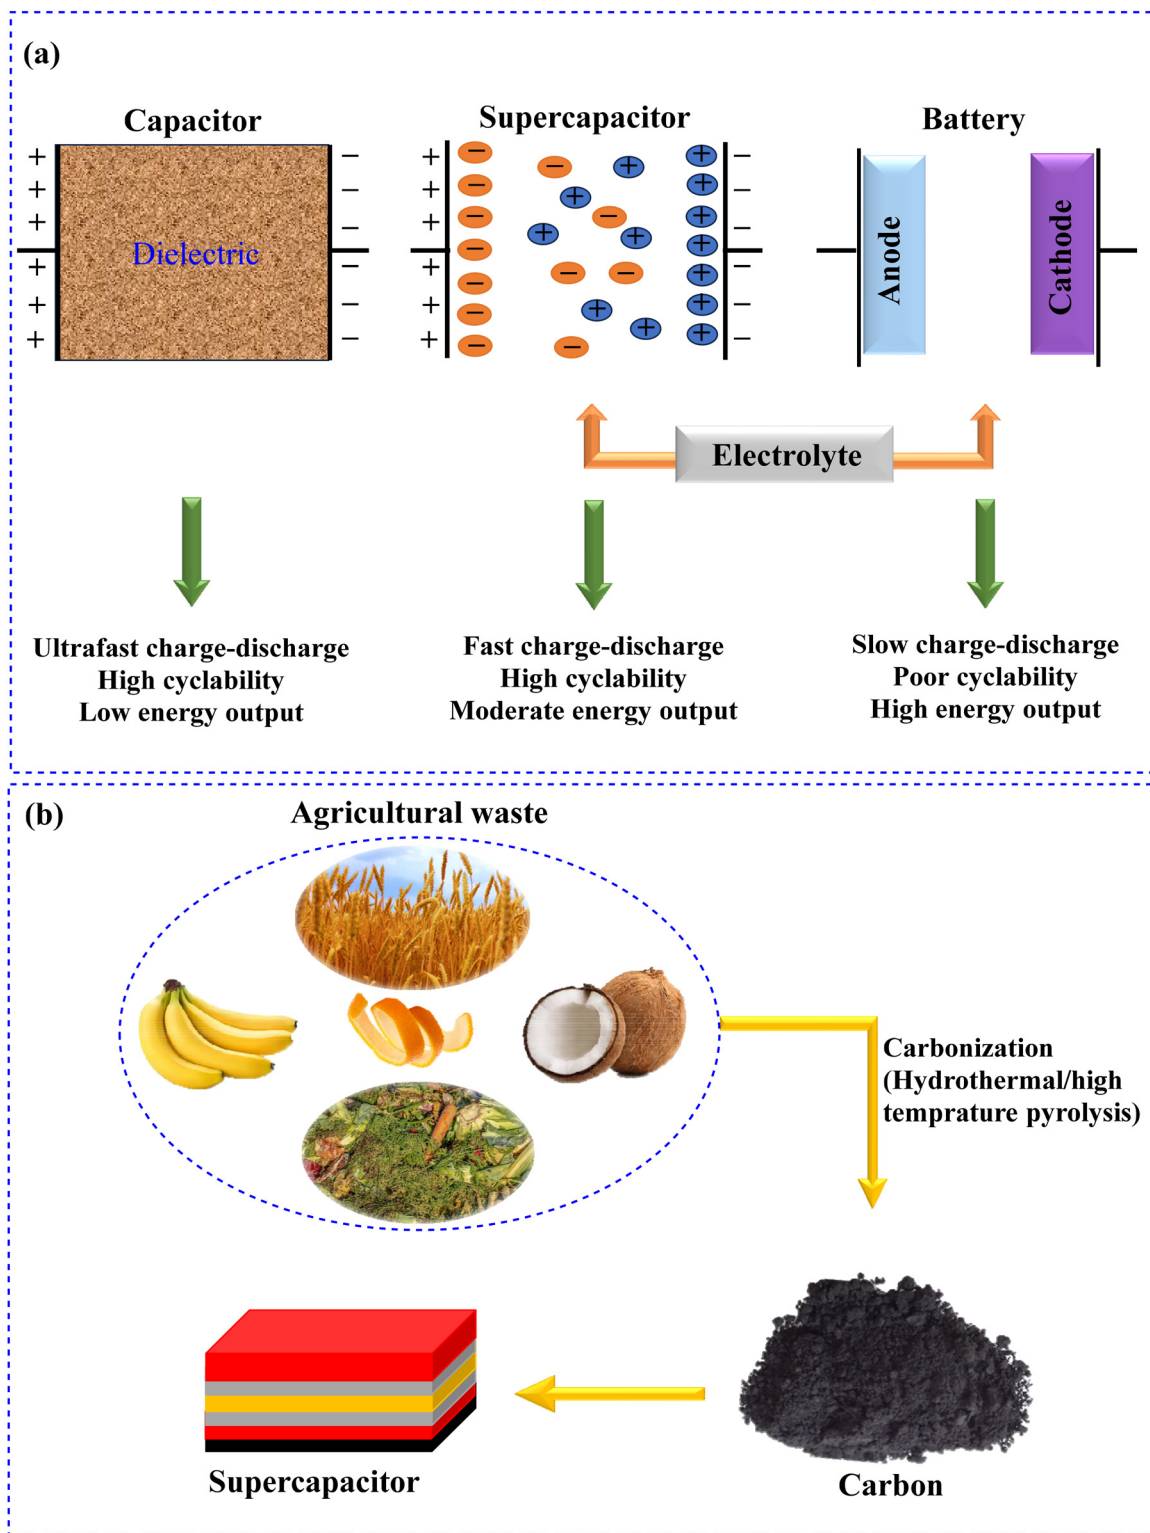 (a)
Capacitor
Supercapacitor
Battery
Dielectric
Anode
Cathode
Electrolyte
Ultrafast charge-discharge
High cyclability
Low energy output
Fast charge-discharge
High cyclability
Moderate energy output
Slow charge-discharge
Poor cyclability
High energy output
(b)
Agricultural waste
Carbonization
(Hydrothermal/high
temprature pyrolysis)
Supercapacitor
Carbon